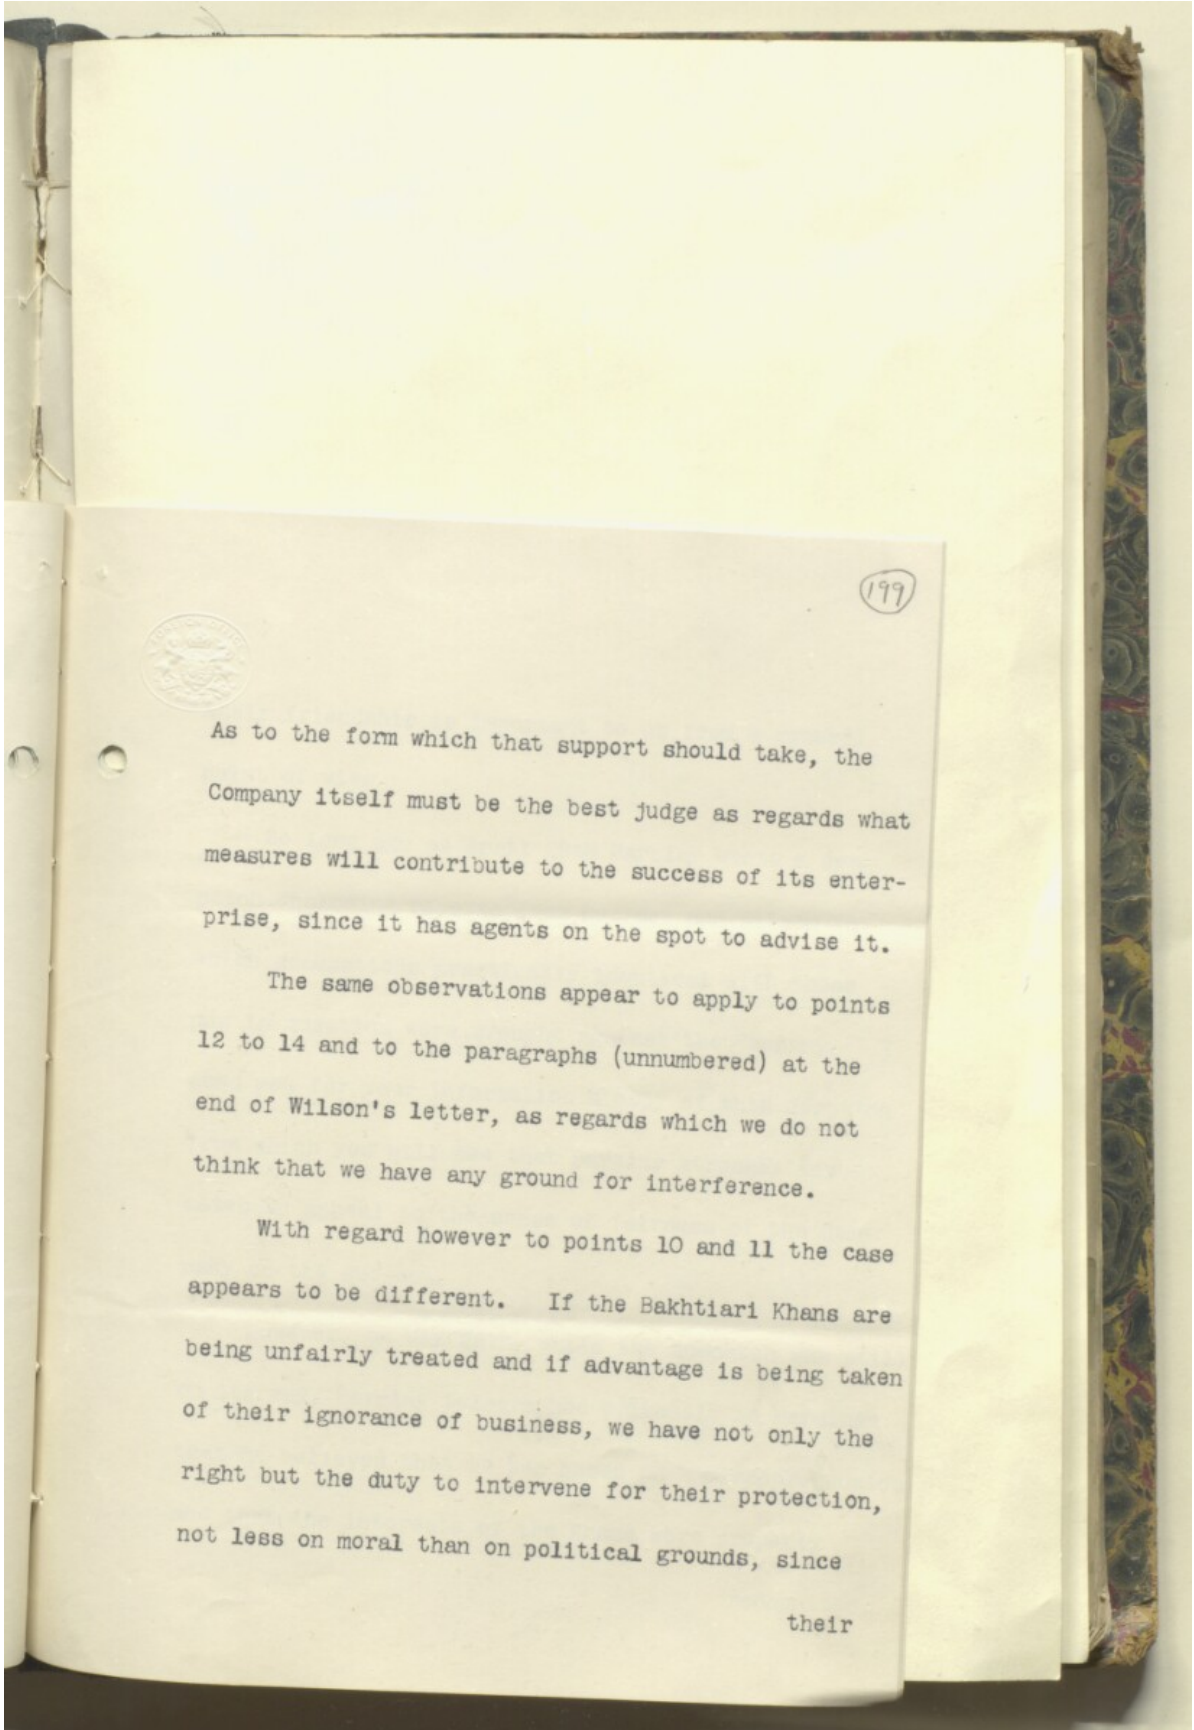 199
As to the form which that support should take, the
Company itself must be the best judge as regards what
measures will contribute to the success of its enter-
prise, since it has agents on the spot to advise it.
The same observations appear to apply to points
12 to 14 and to the paragraphs (unnumbered) at the
end of Wilson's letter, as regards which we do not
think that we have any ground for interference.
With regard however to points 10 and 11 the case
appears to be different. If the Bakhtiari Khans are
being unfairly treated and if advantage is being taken
of their ignorance of business, we have not only the
right but the duty to intervene for their protection,
not less on moral than on political grounds, since
their